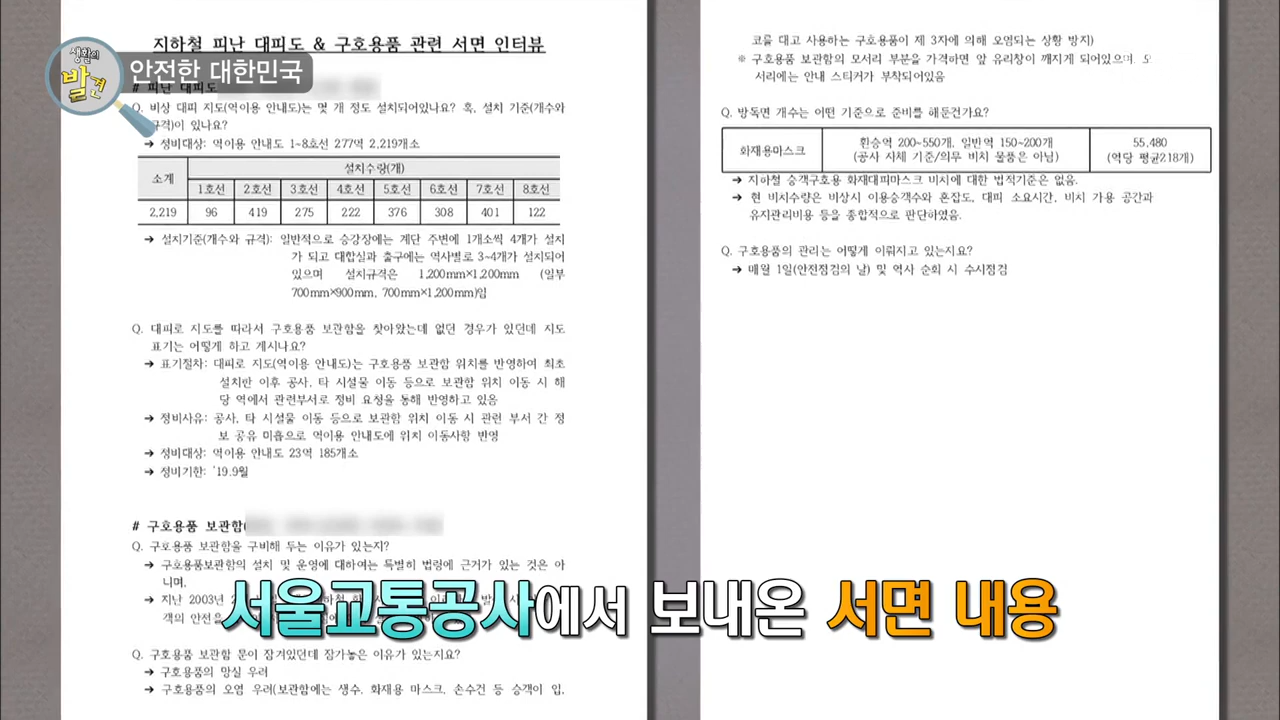 지하철 피난 대피도 & 구호용품 관련 서면 인터뷰
생활의
발견
안전한 대한민국
# 피난 대피도
Q. 비상 대피 지도(역이용 안내도)는 몇 개 정도 설치되어있나요? 혹, 설치 기준(개수와
규격)이 있나요?
➔ 정비대상: 역이용 안내도 1~8호선 277역 2,219개소
소계 설치수량(개)
1호선 2호선 3호선 4호선 5호선 6호선 7호선 8호선
2,219 96 419 275 222 376 308 401 122
➔ 설치기준(개수와 규격): 일반적으로 승강장에는 계단 주변에 1개소씩 4개가 설치
가 되고 대합실과 출구에는 역사별로 3~4개가 설치되어
있으며 설치규격은 1,200mm×1,200mm (일부
700mm×900mm, 700mm×1,200mm)임
Q. 대피로 지도를 따라서 구호용품 보관함을 찾아왔는데 없던 경우가 있던데 지도
표기는 어떻게 하고 계시나요?
➔ 표기절차: 대피로 지도(역이용 안내도)는 구호용품 보관함 위치를 반영하여 최초
설치한 이후 공사, 타 시설물 이동 등으로 보관함 위치 이동 시 해
당 역에서 관련부서로 정비 요청을 통해 반영하고 있음
➔ 정비사유: 공사, 타 시설물 이동 등으로 보관함 위치 이동 시 관련 부서 간 정
보 공유 미흡으로 역이용 안내도에 위치 이동사항 반영
➔ 정비대상: 역이용 안내도 23역 185개소
➔ 정비기한: '19.9월
# 구호용품 보관함(
Q. 구호용품 보관함을 구비해 두는 이유가 있는지?
➔ 구호용품보관함의 설치 및 운영에 대하여는 특별히 법령에 근거가 있는 것은 아
니며,
➔ 지난 2003년
객의 안전을
Q. 구호용품 보관함 문이 잠겨있던데 잠가놓은 이유가 있는지요?
➔ 구호용품의 망실 우려
➔ 구호용품의 오염 우려(보관함에는 생수, 화재용 마스크, 손수건 등 승객이 입,
코를 대고 사용하는 구호용품이 제 3자에 의해 오염되는 상황 방지)
※ 구호용품 보관함의 모서리 부분을 가격하면 앞 유리창이 깨지게 되어있으며,
서리에는 안내 스티커가 부착되어있음
Q. 방독면 개수는 어떤 기준으로 준비를 해둔건가요?
화재용마스크 환승역 200~550개, 일반역 150~200개 55,480
(공사 자체 기준/의무 비치 물품은 아님) (역당 평균218개)
➔ 지하철 승객구호용 화재대피마스크 비치에 대한 법적기준은 없음.
➔ 현 비치수량은 비상시 이용승객수와 혼잡도, 대피 소요시간, 비치 가용 공간과
유지관리비용 등을 종합적으로 판단하였음.
Q. 구호용품의 관리는 어떻게 이뤄지고 있는지요?
➔ 매월 1일(안전점검의 날) 및 역사 순회 시 수시점검
서울교통공사에서 보내온 서면 내용